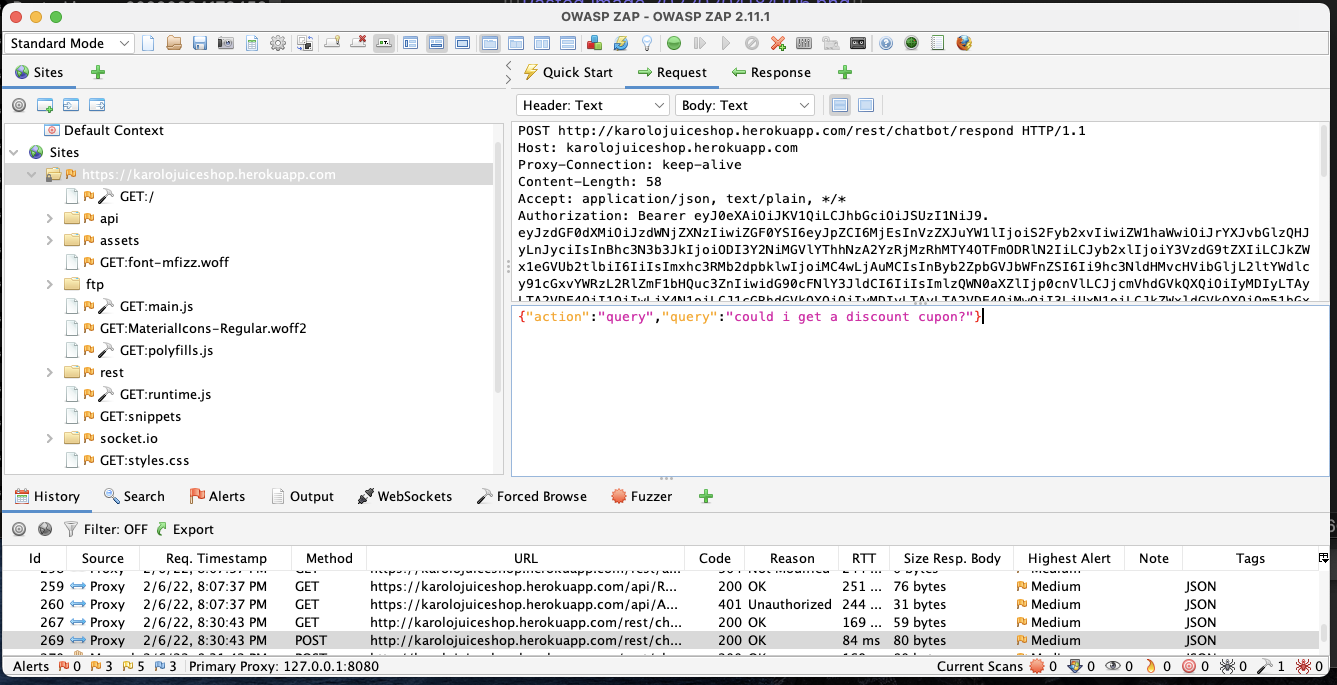 OWASP ZAP - OWASP ZAP 2.11.1
Standard Mode
Sites
Quick Start
Request
Response
Header: Text
Body: Text
Default Context
Sites
https://karolojuiceshop.herokuapp.com
GET:/
api
assets
GET:font-mfizz.woff
ftp
GET:main.js
GET:MaterialIcons-Regular.woff2
GET:polyfills.js
rest
GET:runtime.js
GET:snippets
socket.io
GET:styles.css
POST http://karolojuiceshop.herokuapp.com/rest/chatbot/respond HTTP/1.1
Host: karolojuiceshop.herokuapp.com
Proxy-Connection: keep-alive
Content-Length: 58
Accept: application/json, text/plain, */*
Authorization: Bearer eyJ0eXAiOiJKV1QiLCJhbGciOiJSUzI1NiJ9.
{"action":"query","query":"could i get a discount cupon?"}
History
Search
Alerts
Output
WebSockets
Forced Browse
Fuzzer
Filter: OFF
Export
Id Source Req. Timestamp Method URL Code Reason RTT Size Resp. Body Highest Alert Note Tags
259 Proxy 2/6/22, 8:07:37 PM GET https://karolojuiceshop.herokuapp.com/api/R... 200 OK 251 ... 76 bytes Medium JSON
260 Proxy 2/6/22, 8:07:37 PM GET https://karolojuiceshop.herokuapp.com/api/A... 401 Unauthorized 244 ... 31 bytes Medium JSON
267 Proxy 2/6/22, 8:30:43 PM GET http://karolojuiceshop.herokuapp.com/rest/ch... 200 OK 169 ... 59 bytes Medium JSON
269 Proxy 2/6/22, 8:30:43 PM POST http://karolojuiceshop.herokuapp.com/rest/ch... 200 OK 84 ms 80 bytes Medium JSON
Alerts 0 3 5 3 Primary Proxy: 127.0.0.1:8080
Current Scans 0 0 0 0 0 0 1 0